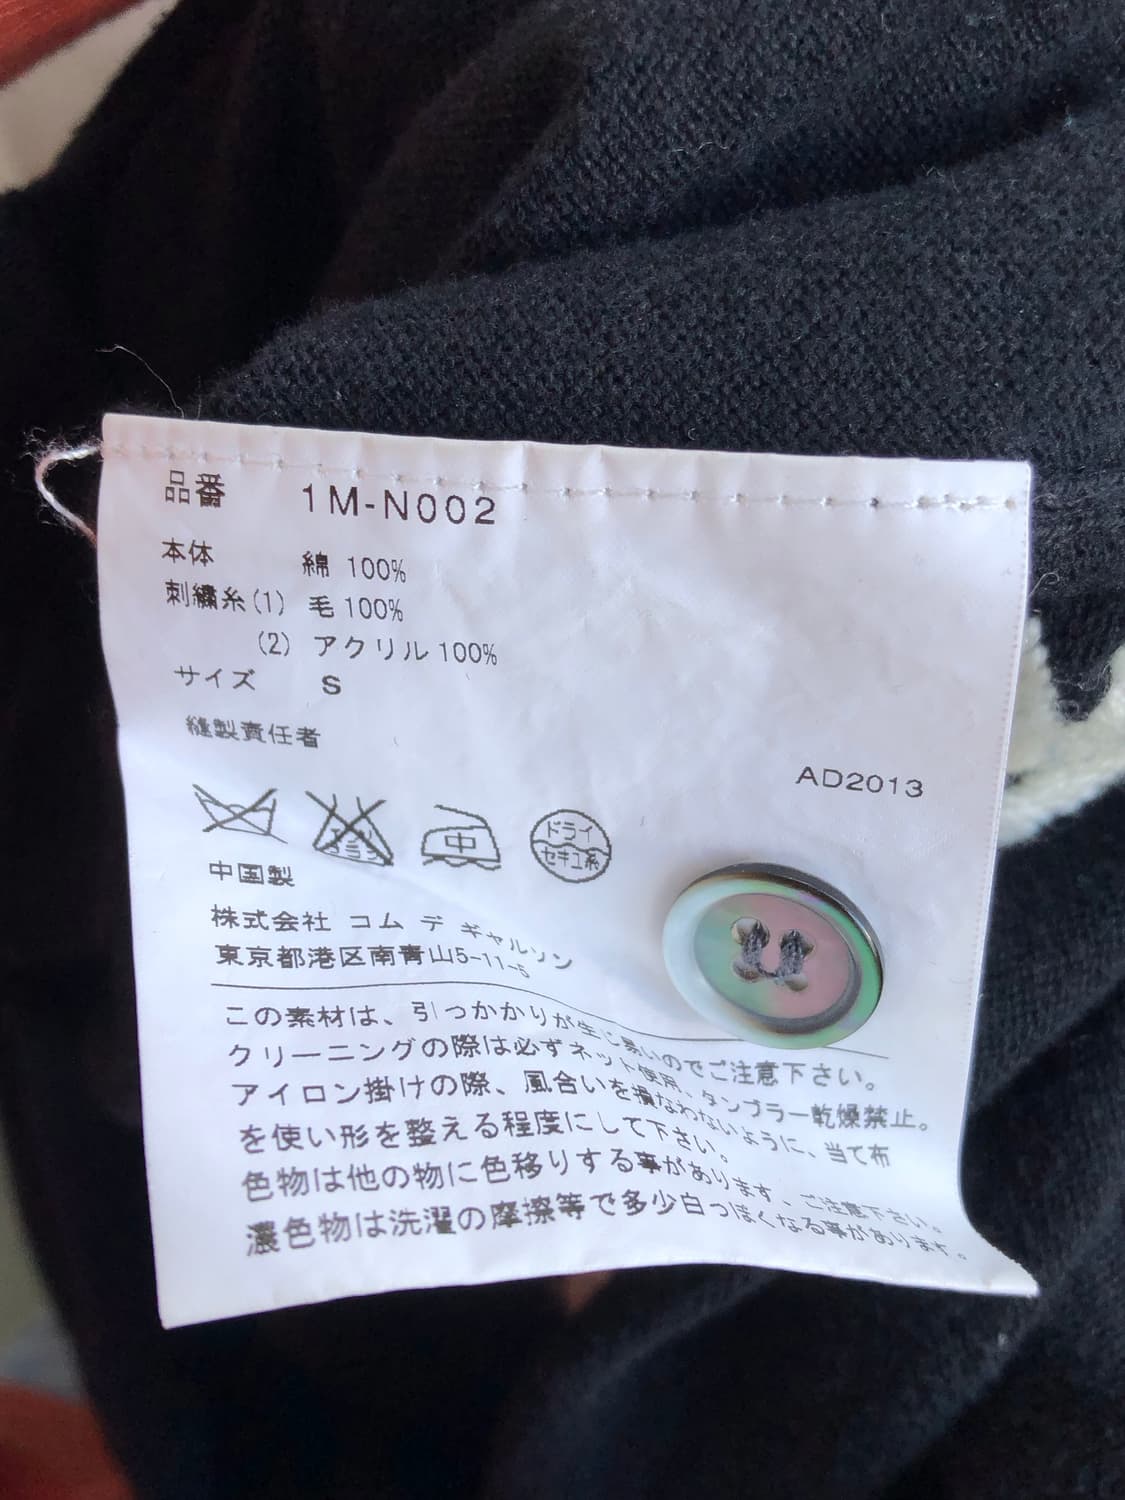 品番 1M-N002
本体 綿 100%
刺繍糸(1) 毛 100%
(2) アクリル 100%
サイズ S
縫製責任者
AD2013
中 ドライ セキユ系
中国製
株式会社 コム デ ギャルソン
東京都港区南青山5-11-5
この素材は、引っかかりが生じ易いのでご注意下さい。
クリーニングの際は必ずネット使用、タンブラー乾燥禁止。
アイロン掛けの際、風合いを損なわないように、当て布
を使い形を整える程度にして下さい。
色物は他の物に色移りする事があります、ご注意下さい。
濃色物は洗濯の摩擦等で多少白っぽくなる事があります。